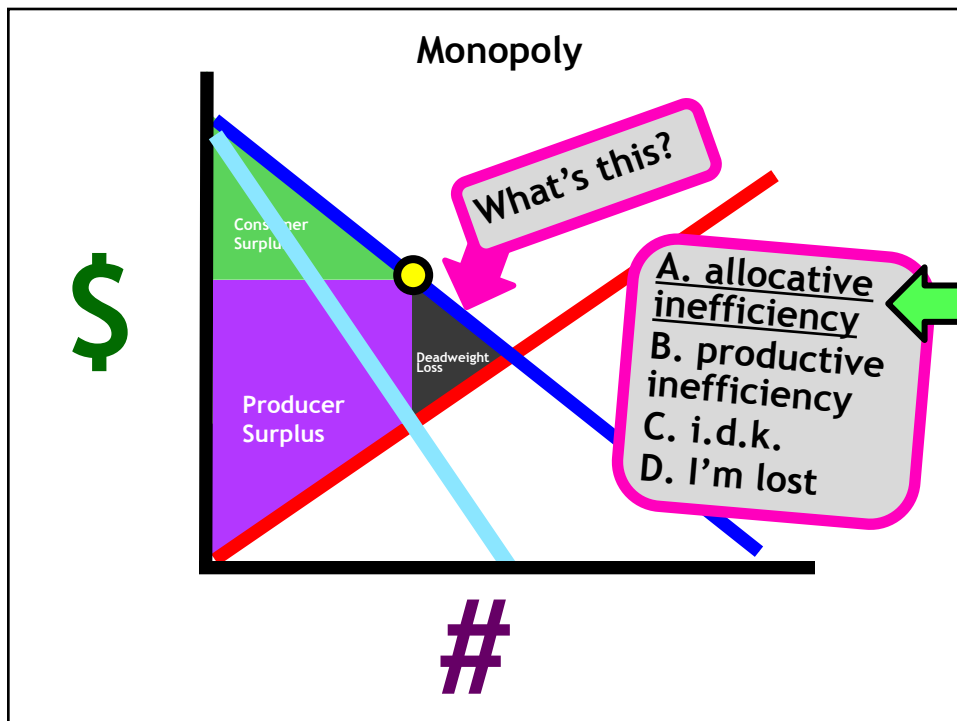 Monopoly
What's this?
Consumer
Surplus
$
Deadweight
Loss
Producer
Surplus
A. allocative
inefficiency
B. productive
inefficiency
C. i.d.k.
D. I'm lost
#